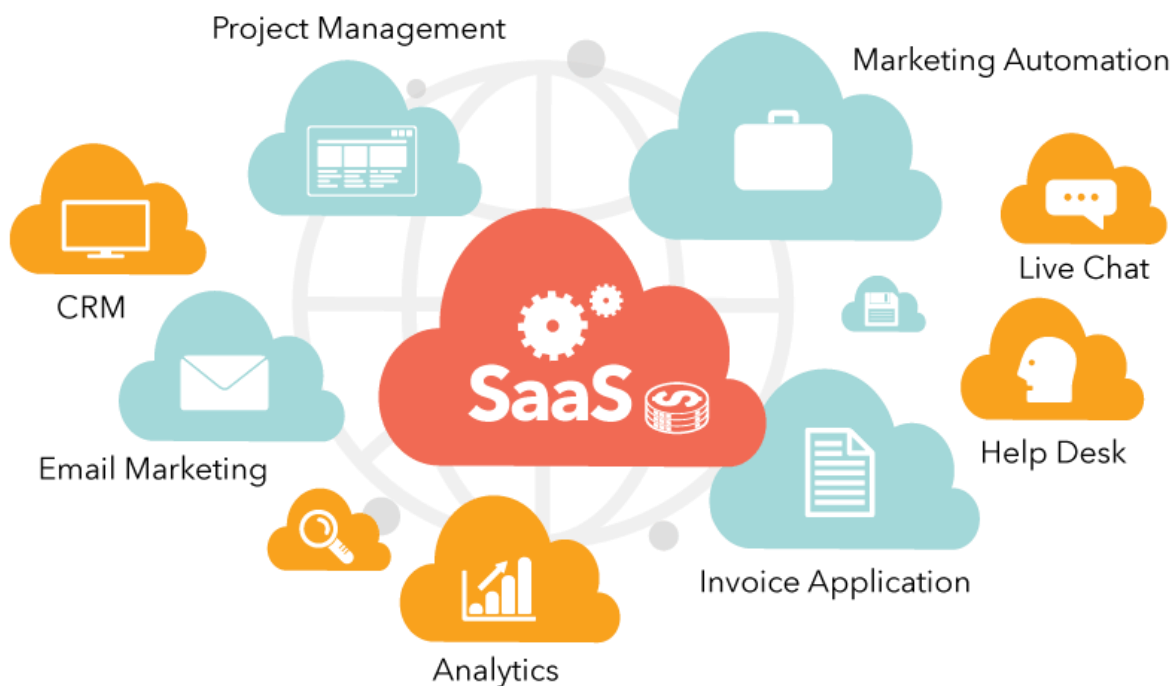 Project Management
Marketing Automation
CRM
Live Chat
SaaS
Email Marketing
Help Desk
Invoice Application
Analytics